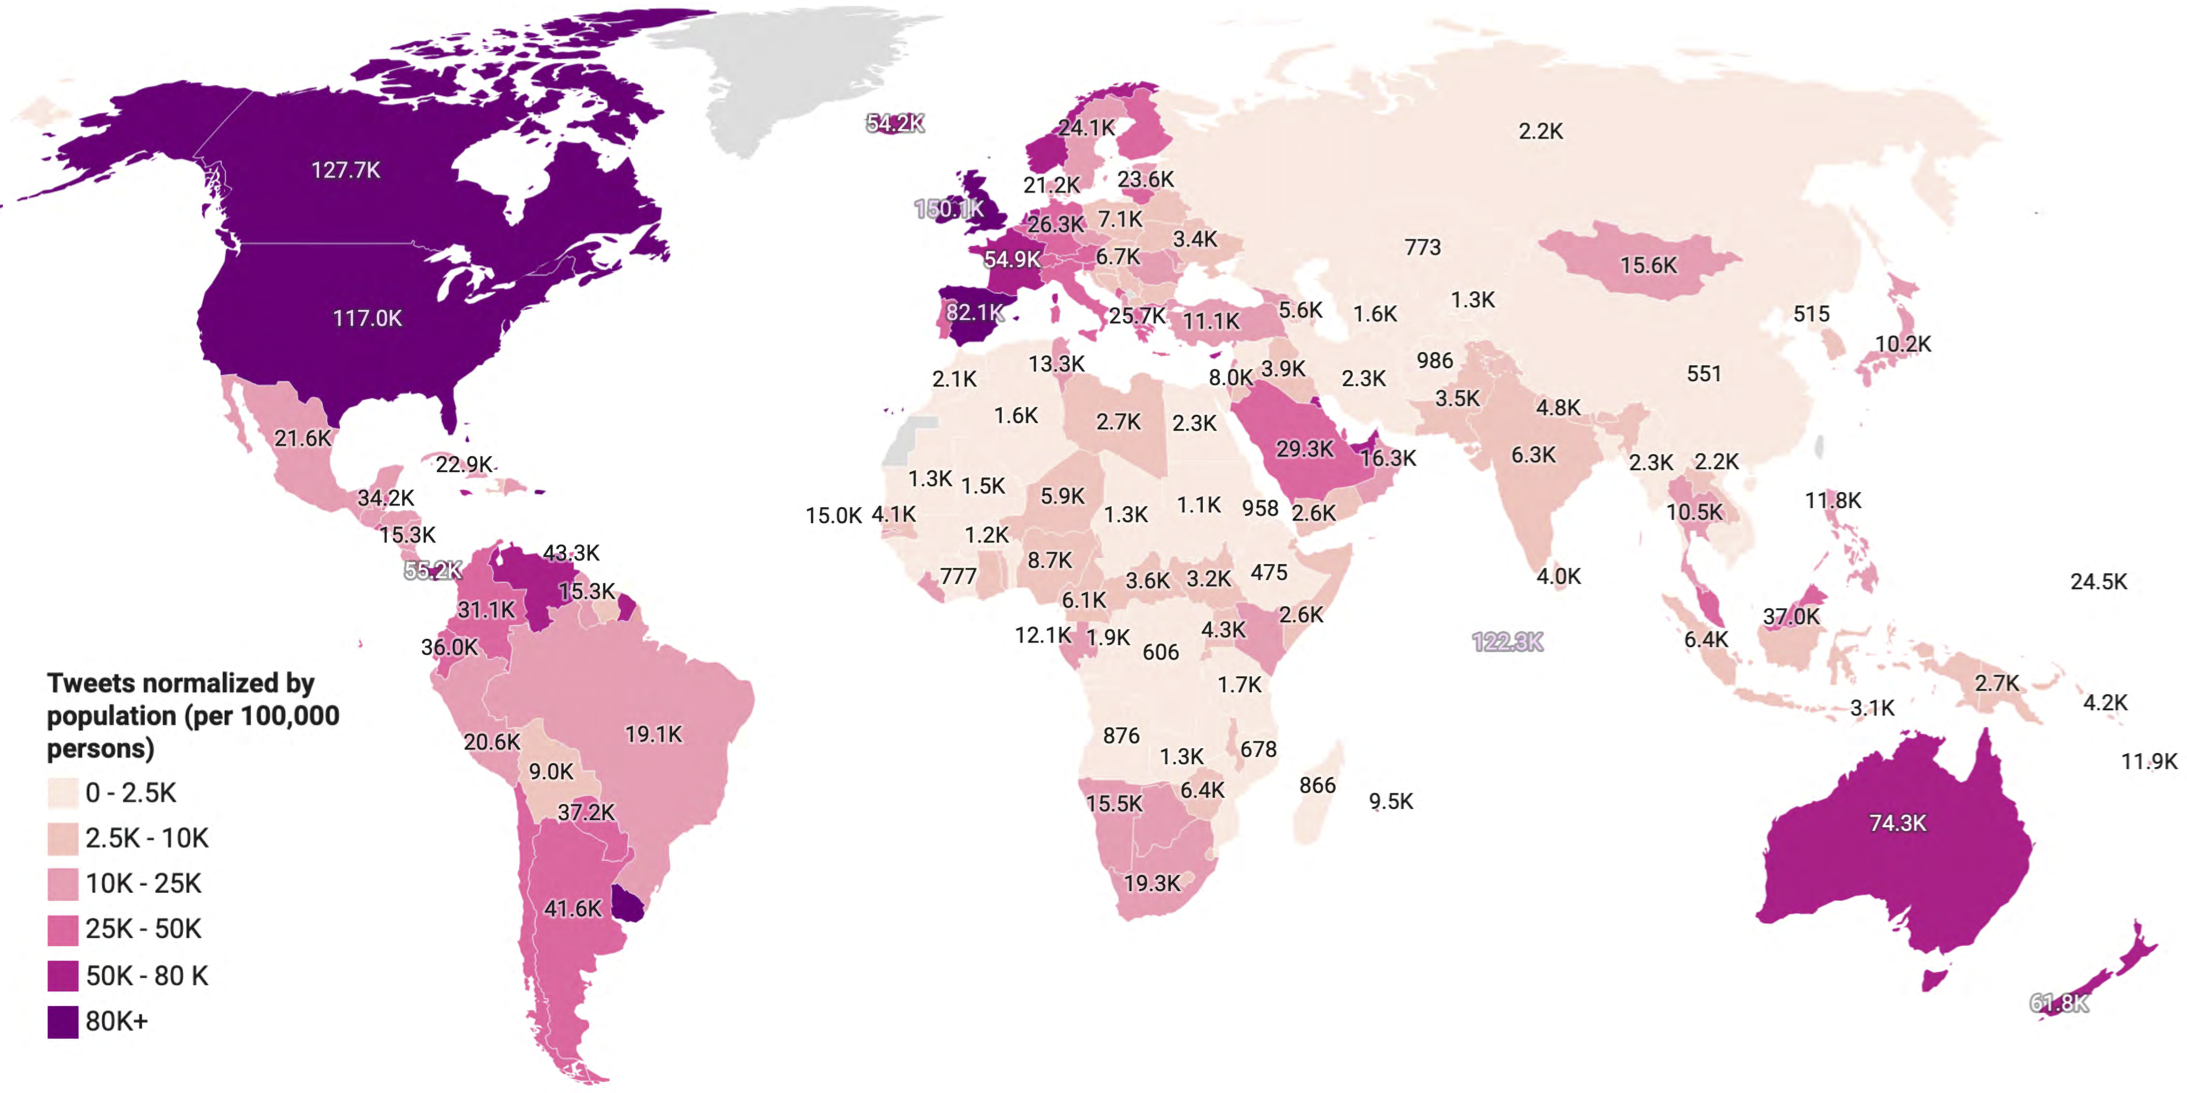 54.2K
24.1K
2.2K
127.7K
21.2K
23.6K
150.1K
26.3K
7.1K
3.4K
773
54.9K
6.7K
15.6K
117.0K
82.1K
25.7K
11.1K
5.6K
1.6K
1.3K
515
10.2K
2.1K
13.3K
8.0K
3.9K
2.3K
986
551
21.6K
1.6K
2.7K
2.3K
3.5K
4.8K
22.9K
29.3K
16.3K
6.3K
2.3K
2.2K
34.2K
1.3K
1.5K
5.9K
1.3K
1.1K
958
2.6K
11.8K
15.3K
15.0K
4.1K
1.2K
10.5K
55.2K
43.3K
8.7K
777
3.6K
3.2K
475
4.0K
24.5K
15.3K
31.1K
6.1K
2.6K
37.0K
36.0K
12.1K
1.9K
606
4.3K
122.3K
6.4K
1.7K
2.7K
3.1K
4.2K
20.6K
19.1K
876
1.3K
678
11.9K
9.0K
37.2K
15.5K
6.4K
866
9.5K
74.3K
41.6K
19.3K
61.8K
Tweets normalized by
population (per 100,000
persons)
0 - 2.5K
2.5K - 10K
10K - 25K
25K - 50K
50K - 80 K
80K+